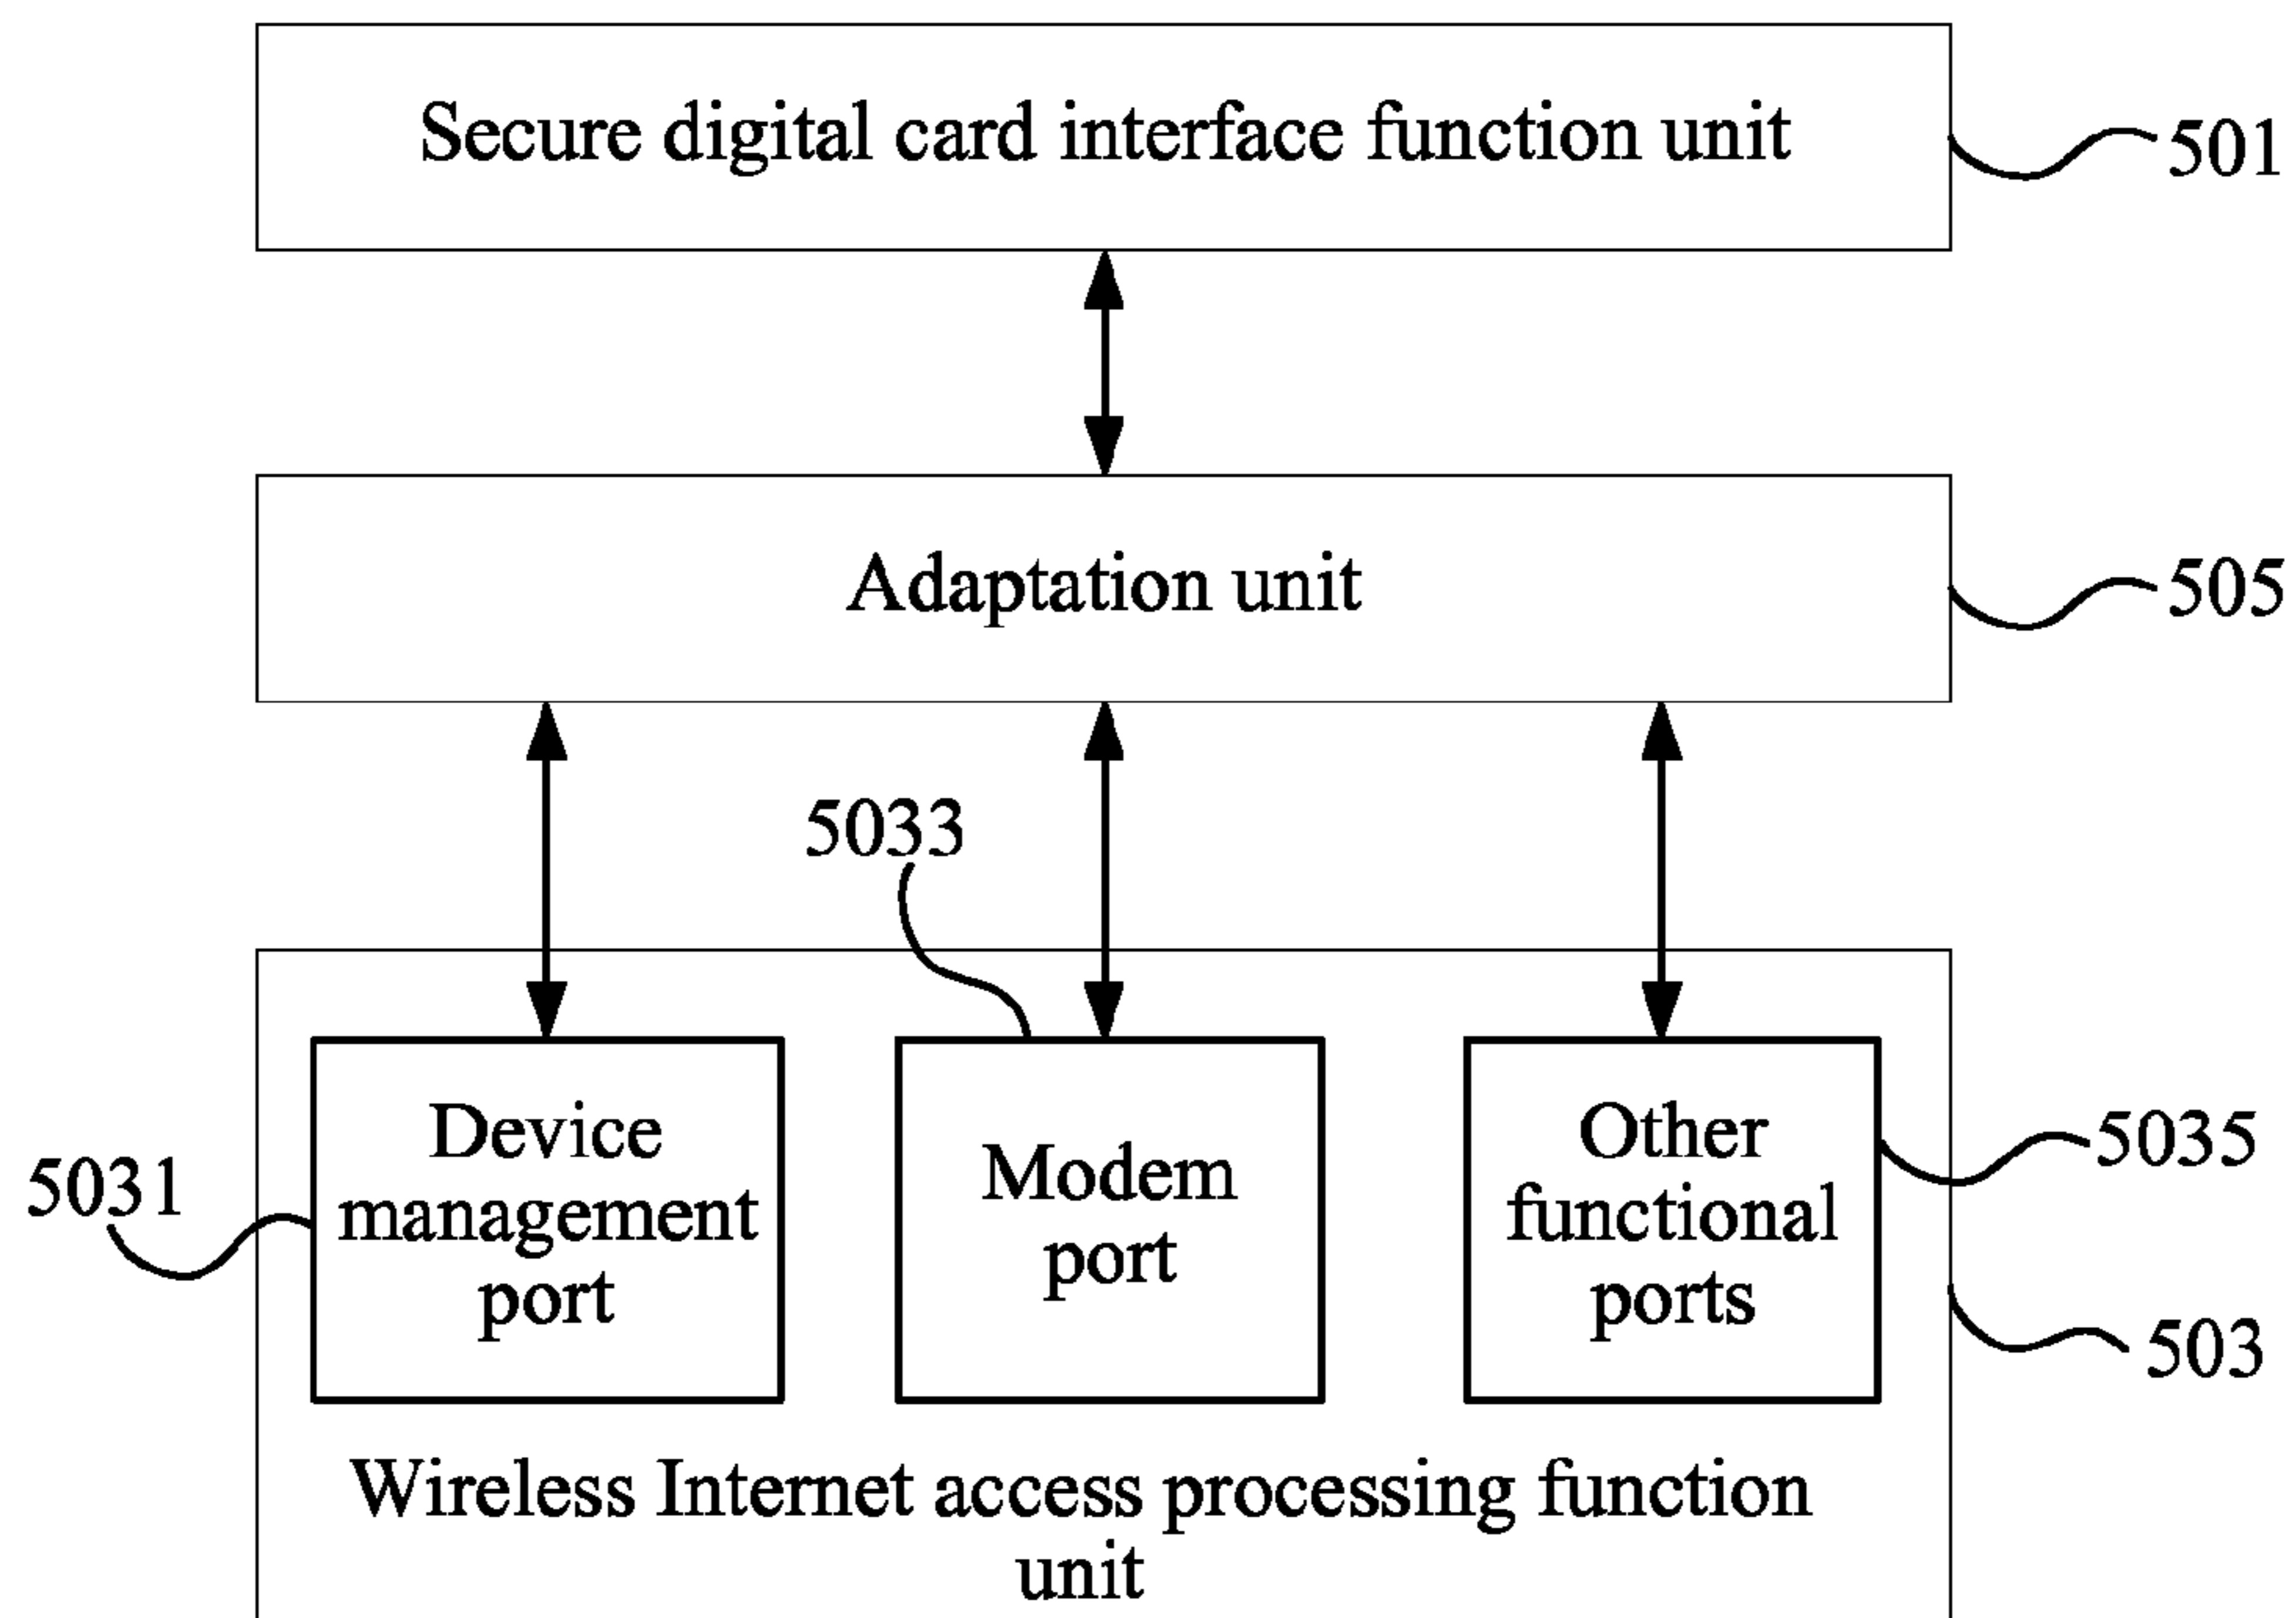 Secure digital card interface function unit
501
Adaptation unit
505
5033
Device
management
port
Modem
port
Other
functional
ports
5031
5035
503
Wireless Internet access processing function
unit